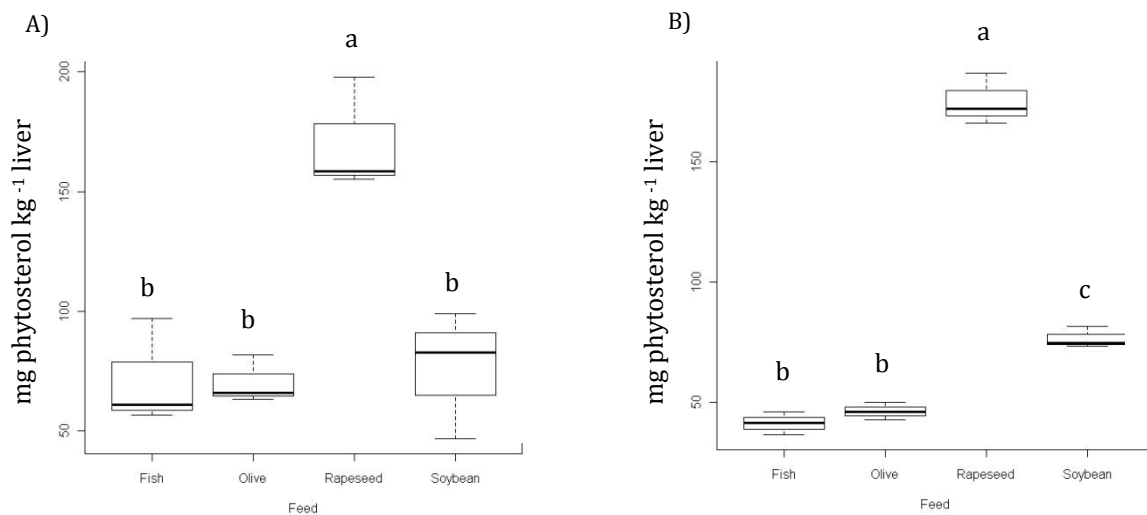 A)
a
b
b
b
mg phytosterol kg -1 liver
200
150
100
50
Fish
Olive
Rapeseed
Soybean
Feed
B)
a
c
b
b
mg phytosterol kg -1 liver
150
100
50
Fish
Olive
Rapeseed
Soybean
Feed